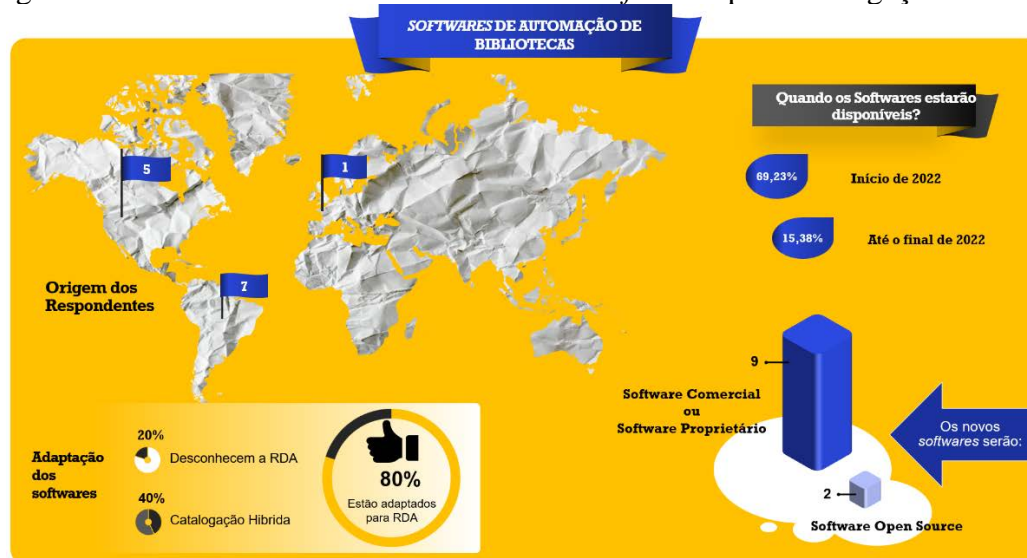 SOFTWARES DE AUTOMAÇÃO DE
BIBLIOTECAS
Quando os Softwares estarão
disponíveis?
69,23%
Início de 2022
15,38%
Até o final de 2022
5
1
7
Origem dos
Respondentes
9
Software Comercial
ou
Software Proprietário
Os novos
softwares serão:
2
Software Open Source
Adaptação
dos
softwares
20%
Desconhecem a RDA
40%
Catalogação Hibrida
80%
Estão adaptados
para RDA